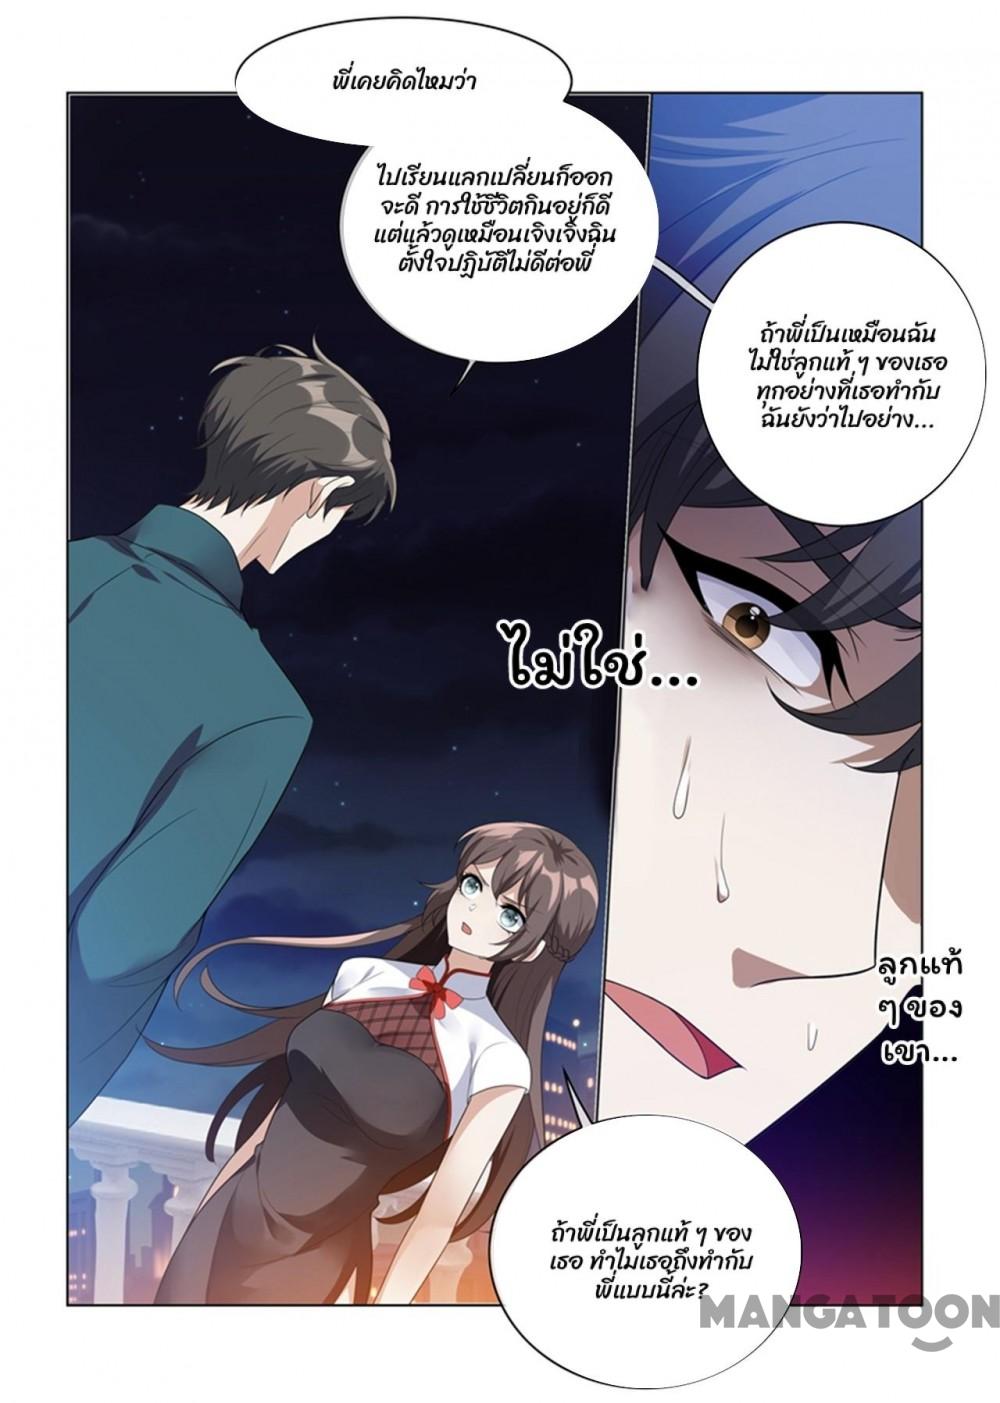 พี่เคยคิดไหมว่า
ไปเรียนแลกเปลี่ยนก็ออก
จะดี การใช้ชีวิตกินอยู่ก็ดี
แต่แล้วดูเหมือนเจิงเจิงฉิน
ตั้งใจปฏิบัติไม่ดีต่อพี่
ถ้าพี่เป็นเหมือนฉัน
ไม่ใช่ลูกแท้ ๆ ของเธอ
ทุกอย่างที่เธอทำกับ
ฉันยังว่าไปอย่าง...
ไม่ใช่...
ลูกแท้
ๆ ของ
เขา...
ถ้าพี่เป็นลูกแท้ ๆ ของ
เธอ ทำไมเธอถึงทำกับ
พี่แบบนี้ล่ะ?
MANGATOON